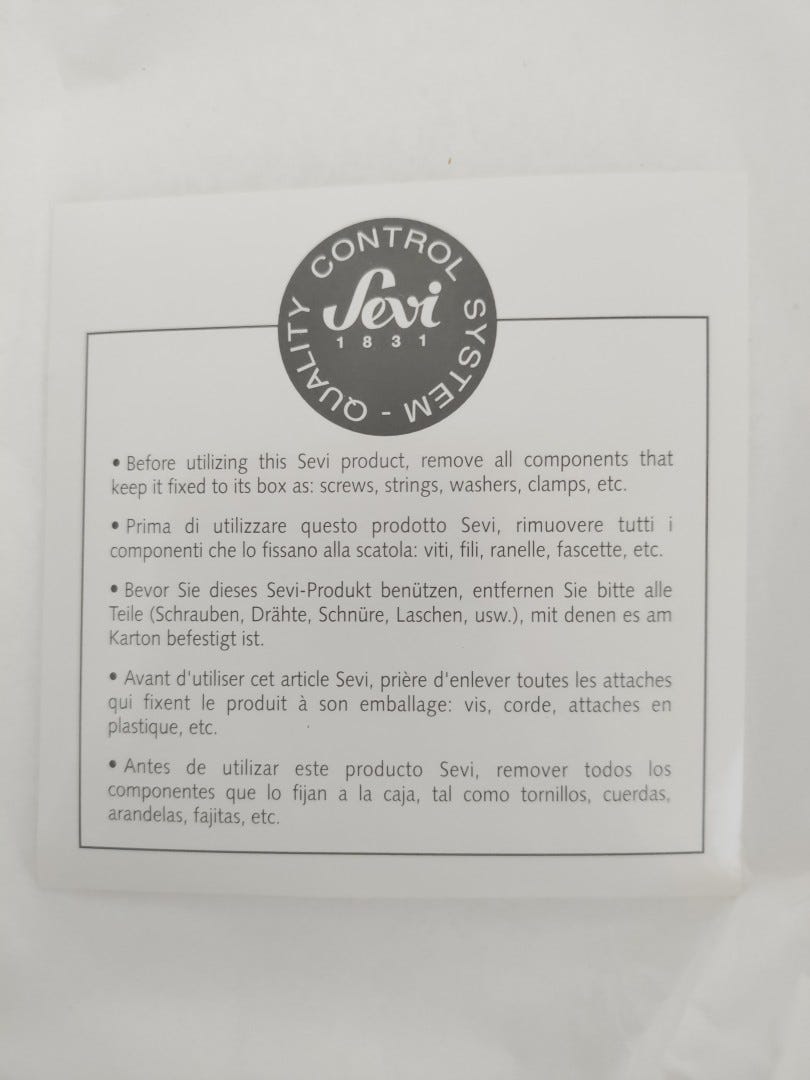 QUALITY CONTROL SYSTEM -
Sevi
1831
• Before utilizing this Sevi product, remove all components that
keep it fixed to its box as: screws, strings, washers, clamps, etc.
• Prima di utilizzare questo prodotto Sevi, rimuovere tutti i
componenti che lo fissano alla scatola: viti, fili, ranelle, fascette, etc.
• Bevor Sie dieses Sevi-Produkt benützen, entfernen Sie bitte alle
Teile (Schrauben, Drähte, Schnüre, Laschen, usw.), mit denen es am
Karton befestigt ist.
• Avant d'utiliser cet article Sevi, prière d'enlever toutes les attaches
qui fixent le produit à son emballage: vis, corde, attaches en
plastique, etc.
• Antes de utilizar este producto Sevi, remover todos los
componentes que lo fijan a la caja, tal como tornillos, cuerdas,
arandelas, fajitas, etc.